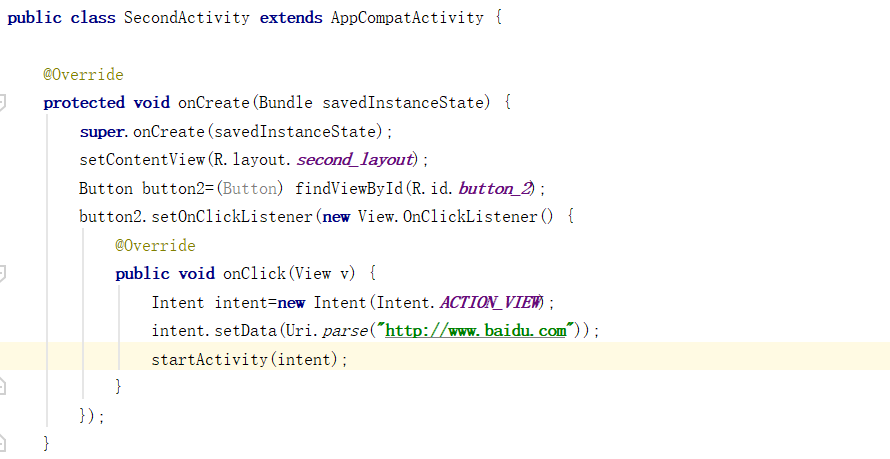 public class SecondActivity extends AppCompatActivity {
@Override
protected void onCreate(Bundle savedInstanceState) {
super.onCreate(savedInstanceState);
setContentView(R.layout.second_layout);
Button button2=(Button) findViewById(R.id.button_2);
button2.setOnClickListener(new View.OnClickListener() {
@Override
public void onClick(View v) {
Intent intent=new Intent(Intent.ACTION_VIEW);
intent.setData(Uri.parse("http://www.baidu.com"));
startActivity(intent);
}
});
}